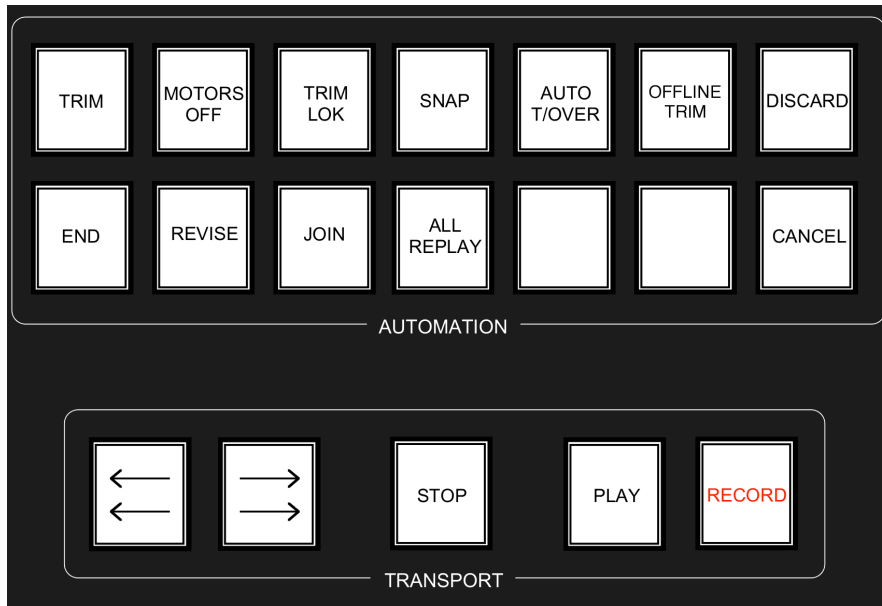 TRIM
MOTORS
OFF
TRIM
LOK
SNAP
AUTO
T/OVER
OFFLINE
TRIM
DISCARD
END
REVISE
JOIN
ALL
REPLAY
CANCEL
AUTOMATION
STOP
PLAY
RECORD
TRANSPORT